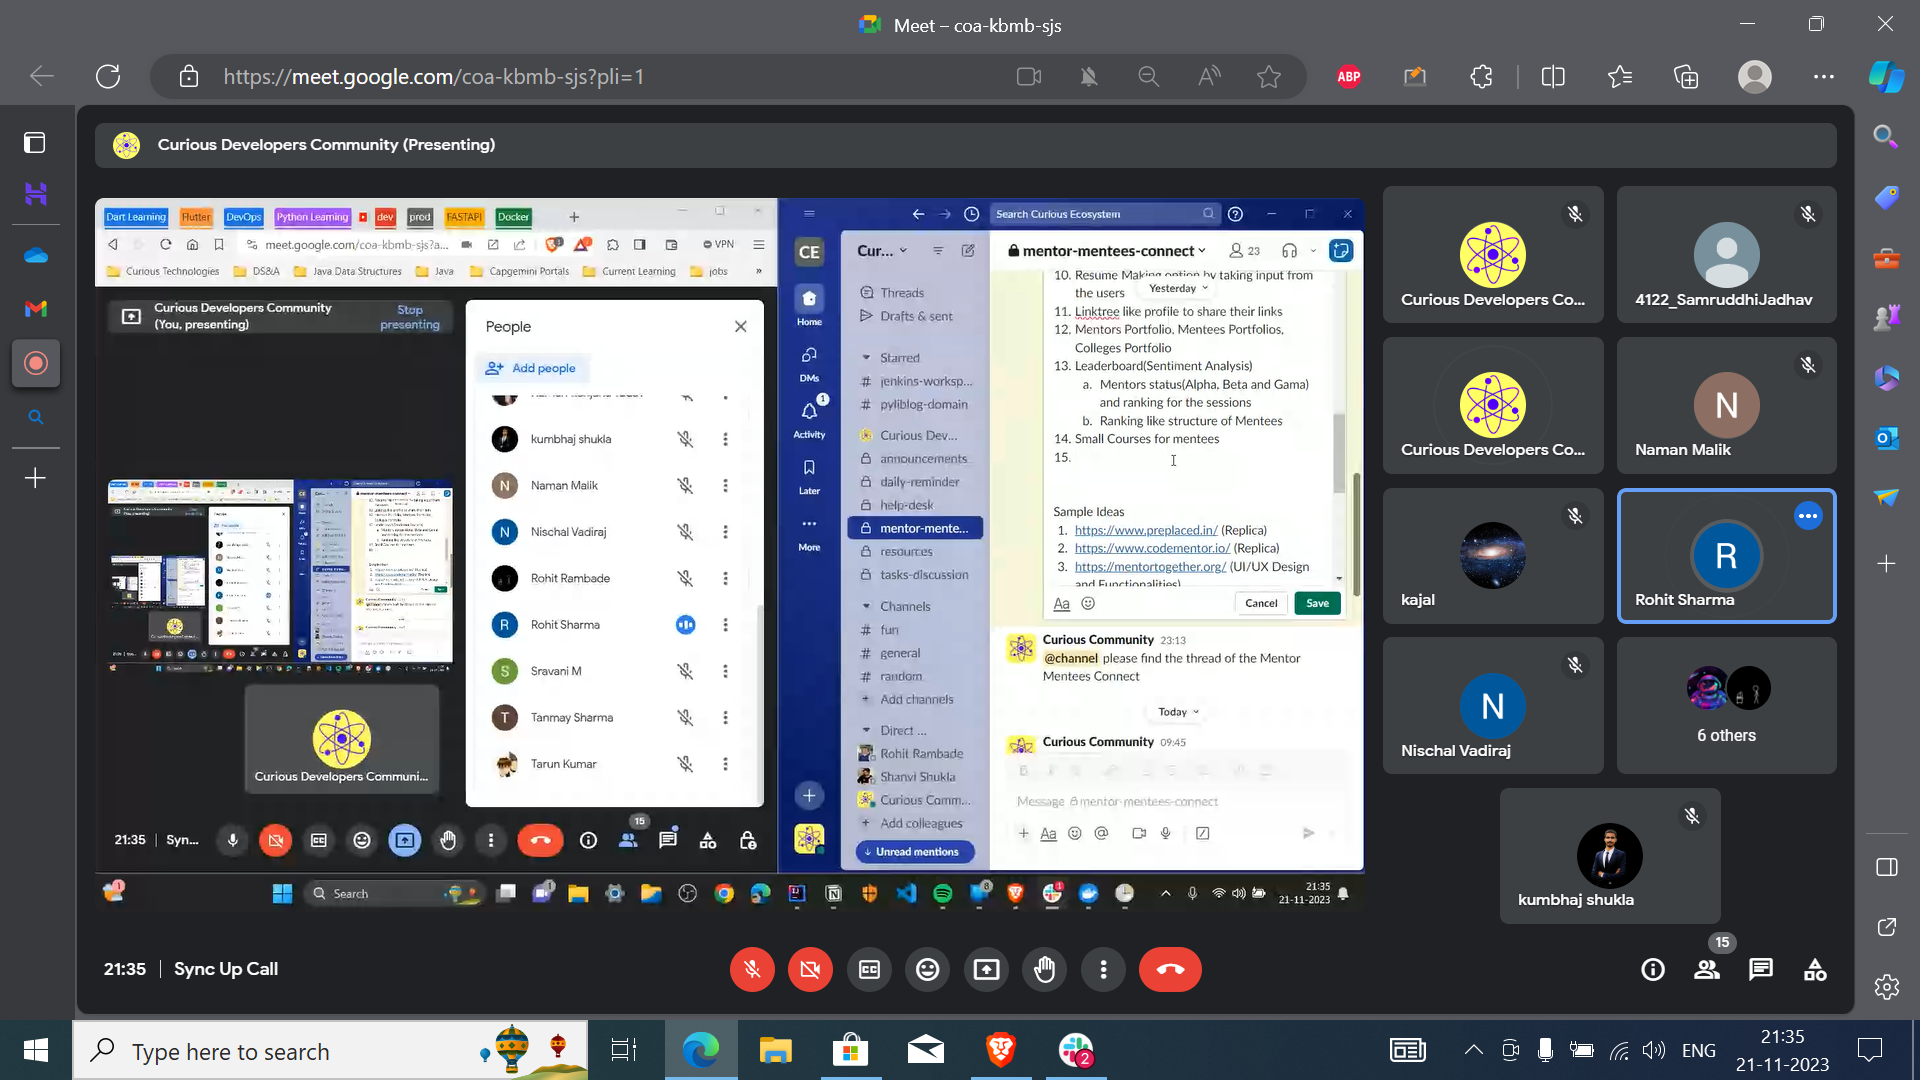 Meet – coa-kbmb-sjs
https://meet.google.com/coa-kbmb-sjs?pli=1
ABP
Curious Developers Community (Presenting)
Dart Learning
Flutter
DevOps
Python Learning
dev
prod
FASTAPI
Docker
meet.google.com/coa-kbmb-sjs?a...
VPN
Curious Technologies
DS&A
Java Data Structures
Java
Capgemini Portals
Current Learning
jobs
Curious Developers Community
(You, presenting)
Stop
presenting
People
Add people
kumbhaj shukla
N
Naman Malik
N
Nischal Vadiraj
Rohit Rambade
R
Rohit Sharma
S
Sravani M
T
Tanmay Sharma
Tarun Kumar
Curious Developers Communi...
21:35
Syn...
15
Search Curious Ecosystem
CE
Home
DMs
1
Activity
Later
More
Cur...
Threads
Drafts & sent
Starred
# jenkins-worksp...
# pyliblog-domain
Curious Dev...
announcements
daily-reminder
help-desk
mentor-mente...
resources
tasks-discussion
Channels
# fun
# general
# random
+ Add channels
Direct ...
Rohit Rambade
Shanvi Shukla
Curious Comm...
+ Add colleagues
↓ Unread mentions
mentor-mentees-connect
23
10. Resume Making option by taking input from
Yesterday
the users
11. Linktree like profile to share their links
12. Mentors Portfolio, Mentees Portfolios,
Colleges Portfolio
13. Leaderboard(Sentiment Analysis)
a. Mentors status(Alpha, Beta and Gama)
and ranking for the sessions
b. Ranking like structure of Mentees
14. Small Courses for mentees
15.
Sample Ideas
1. https://www.preplaced.in/ (Replica)
2. https://www.codementor.io/ (Replica)
3. https://mentortogether.org/ (UI/UX Design
and Functionalities)
Aa
Cancel
Save
Curious Community 23:13
@channel please find the thread of the Mentor
Mentees Connect
Today
Curious Community 09:45
Message mentor-mentees-connect
Aa
Search
21:35
21-11-2023
Curious Developers Co...
4122_SamruddhiJadhav
Curious Developers Co...
N
Naman Malik
kajal
R
Rohit Sharma
N
Nischal Vadiraj
6 others
kumbhaj shukla
21:35
Sync Up Call
15
Type here to search
2
ENG
21:35
21-11-2023